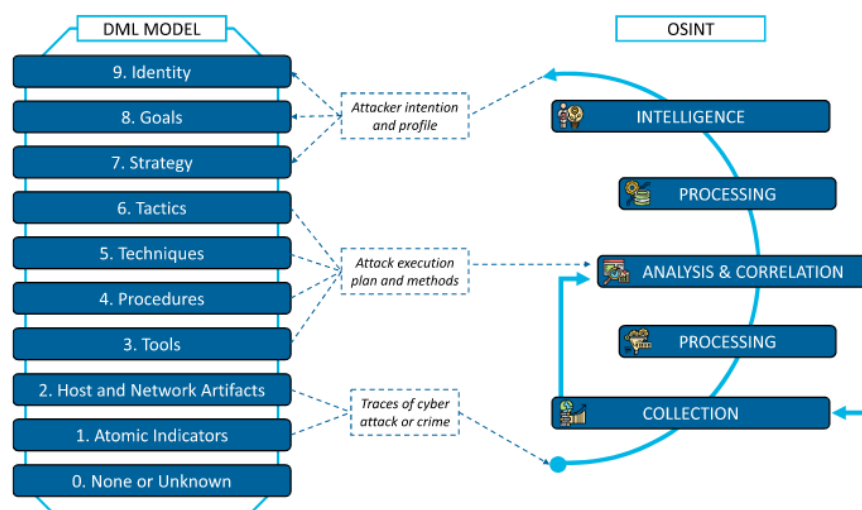 DML MODEL
OSINT
9. Identity
8. Goals
7. Strategy
6. Tactics
5. Techniques
4. Procedures
3. Tools
2. Host and Network Artifacts
1. Atomic Indicators
0. None or Unknown
Attacker intention
and profile
Attack execution
plan and methods
Traces of cyber
attack or crime
INTELLIGENCE
PROCESSING
ANALYSIS & CORRELATION
PROCESSING
COLLECTION